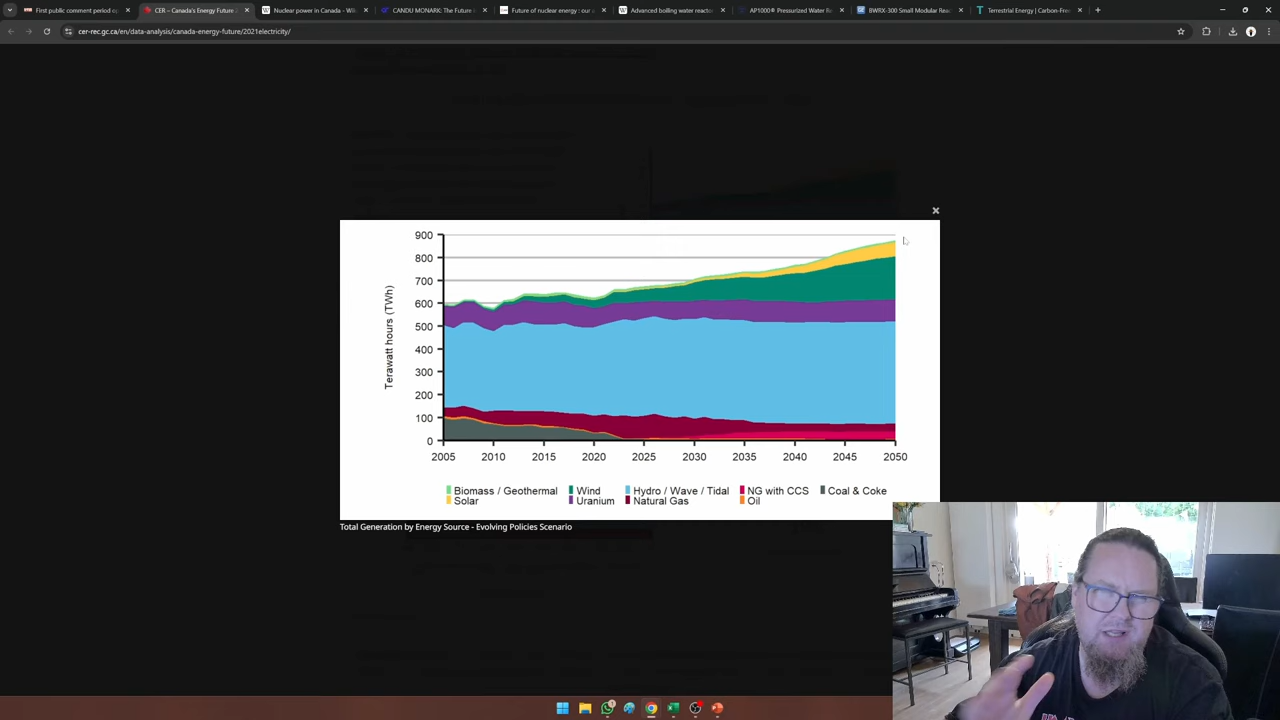 First public comment period op
CER – Canada's Energy Future
Nuclear power in Canada - Wik
CANDU MONARK: The Future
Future of nuclear energy : our a
Advanced boiling water reacto
AP1000® Pressurized Water Re
BWRX-300 Small Modular Reac
Terrestrial Energy | Carbon-Fre
cer-rec.gc.ca/en/data-analysis/canada-energy-future/2021electricity/
900
800
700
600
500
400
300
200
100
0
Terawatt hours (TWh)
2005 2010 2015 2020 2025 2030 2035 2040 2045 2050
Biomass / Geothermal Wind Hydro / Wave / Tidal NG with CCS Coal & Coke
Solar Uranium Natural Gas Oil
Total Generation by Energy Source - Evolving Policies Scenario